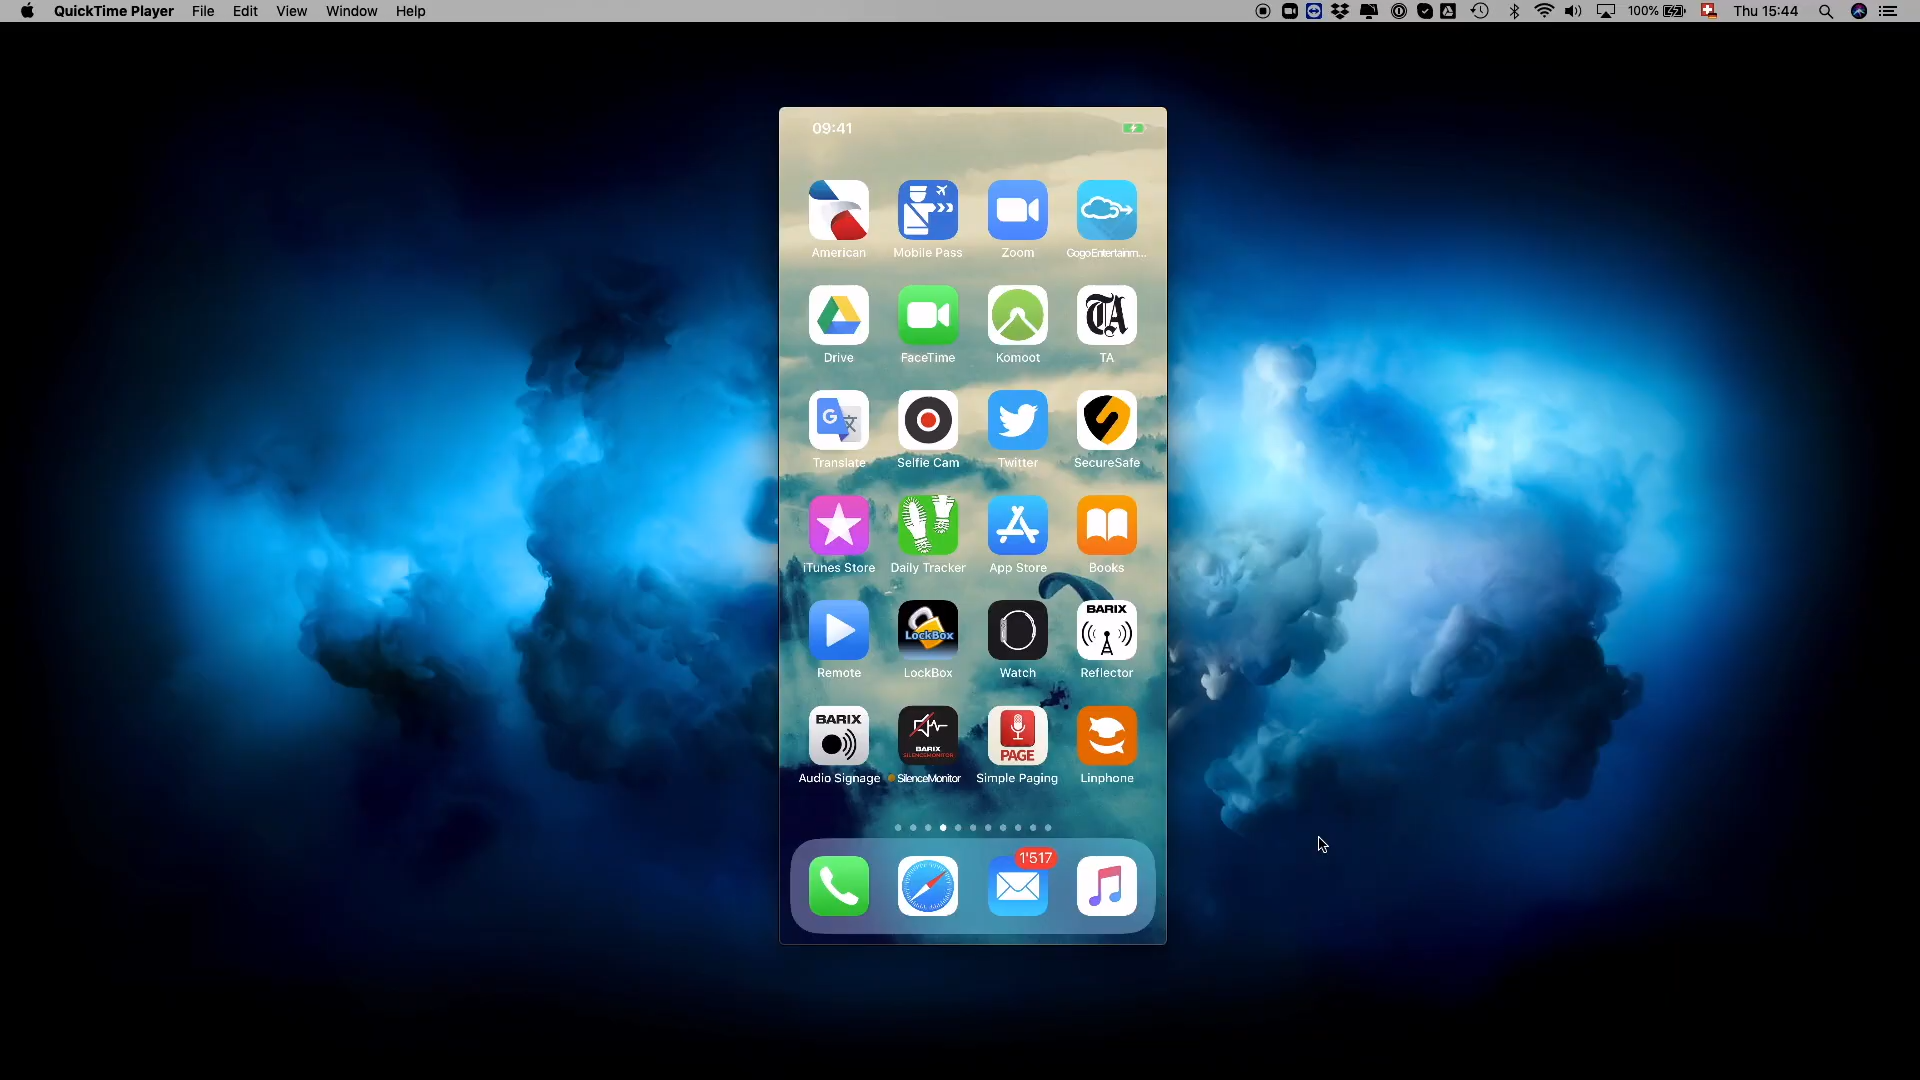 QuickTime Player File Edit View Window Help 100% Thu 15:44
09:41
American Mobile Pass Zoom GogoEntertainm...
TA
Drive FaceTime Komoot TA
G
Translate Selfie Cam Twitter SecureSafe
iTunes Store Daily Tracker App Store Books
LockBox BARIX
Remote LockBox Watch Reflector
BARIX BARIX SILENCEMONITOR PAGE
Audio Signage SilenceMonitor Simple Paging Linphone
1'517